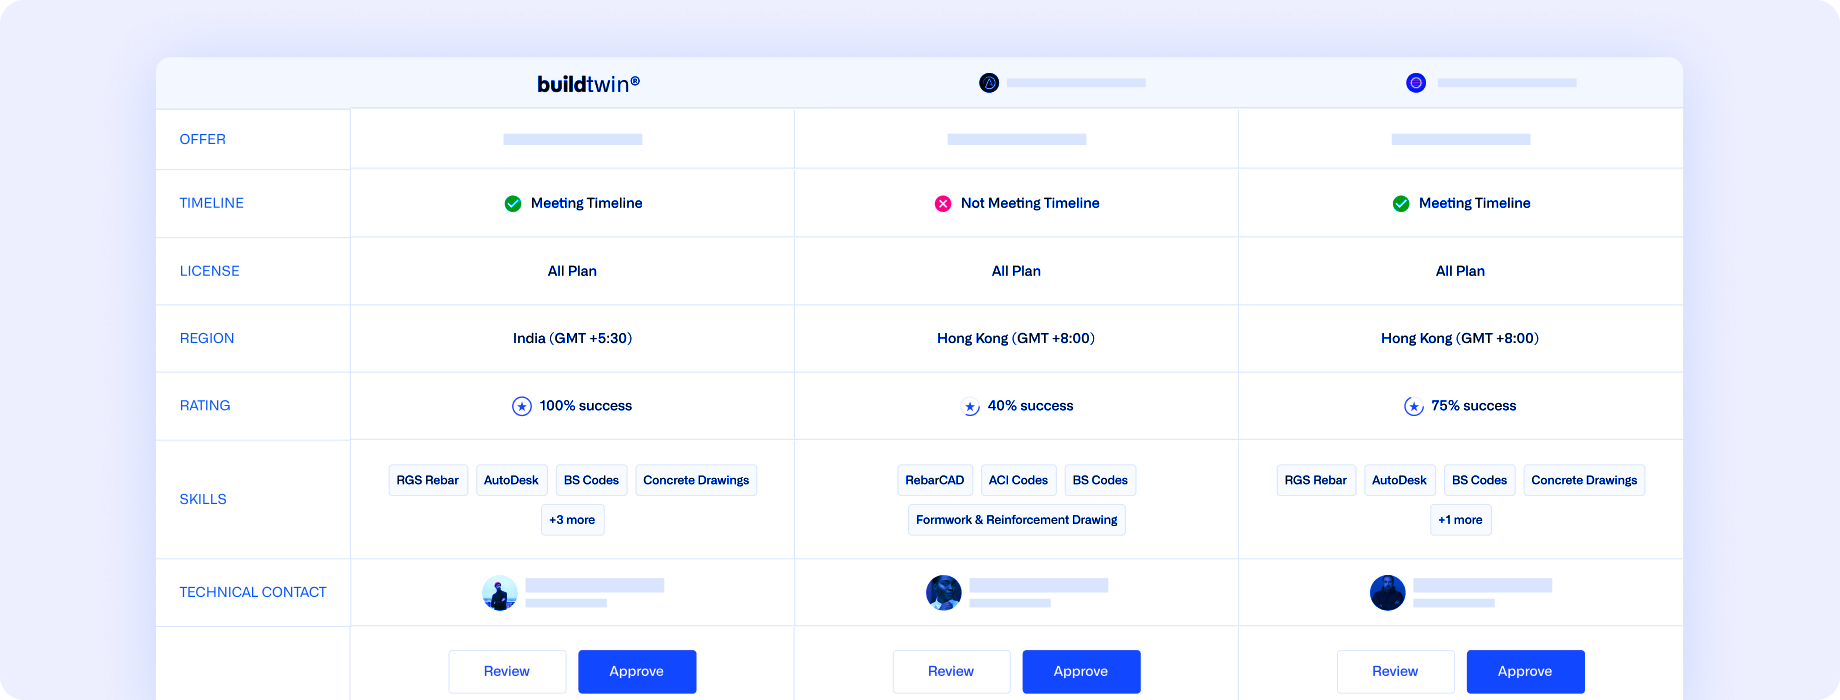 buildtwin®
OFFER
TIMELINE
Meeting Timeline
Not Meeting Timeline
Meeting Timeline
LICENSE
All Plan
All Plan
All Plan
REGION
India (GMT +5:30)
Hong Kong (GMT +8:00)
Hong Kong (GMT +8:00)
RATING
100% success
40% success
75% success
SKILLS
RGS Rebar
AutoDesk
BS Codes
Concrete Drawings
+3 more
RebarCAD
ACI Codes
BS Codes
Formwork & Reinforcement Drawing
RGS Rebar
AutoDesk
BS Codes
Concrete Drawings
+1 more
TECHNICAL CONTACT
Review
Approve
Review
Approve
Review
Approve